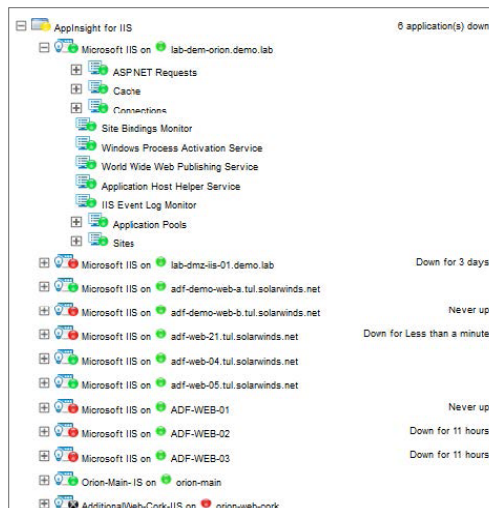 AppInsight for IIS 6 application(s) down
Microsoft IIS on lab-dem-orion.demo.lab
ASP.NET Requests
Cache
Connections
Site Bindings Monitor
Windows Process Activation Service
World Wide Web Publishing Service
Application Host Helper Service
IIS Event Log Monitor
Application Pools
Sites
Microsoft IIS on lab-dmz-iis-01.demo.lab Down for 3 days
Microsoft IIS on adf-demo-web-a.tul.solarwinds.net
Microsoft IIS on adf-demo-web-b.tul.solarwinds.net Never up
Microsoft IIS on adf-web-21.tul.solarwinds.net Down for Less than a minute
Microsoft IIS on adf-web-04.tul.solarwinds.net
Microsoft IIS on adf-web-05.tul.solarwinds.net
Microsoft IIS on ADF-WEB-01 Never up
Microsoft IIS on ADF-WEB-02 Down for 11 hours
Microsoft IIS on ADF-WEB-03 Down for 11 hours
Orion-Main-IS on orion-main
AdditionalWeb-Cork-IIS on orion-web-cork